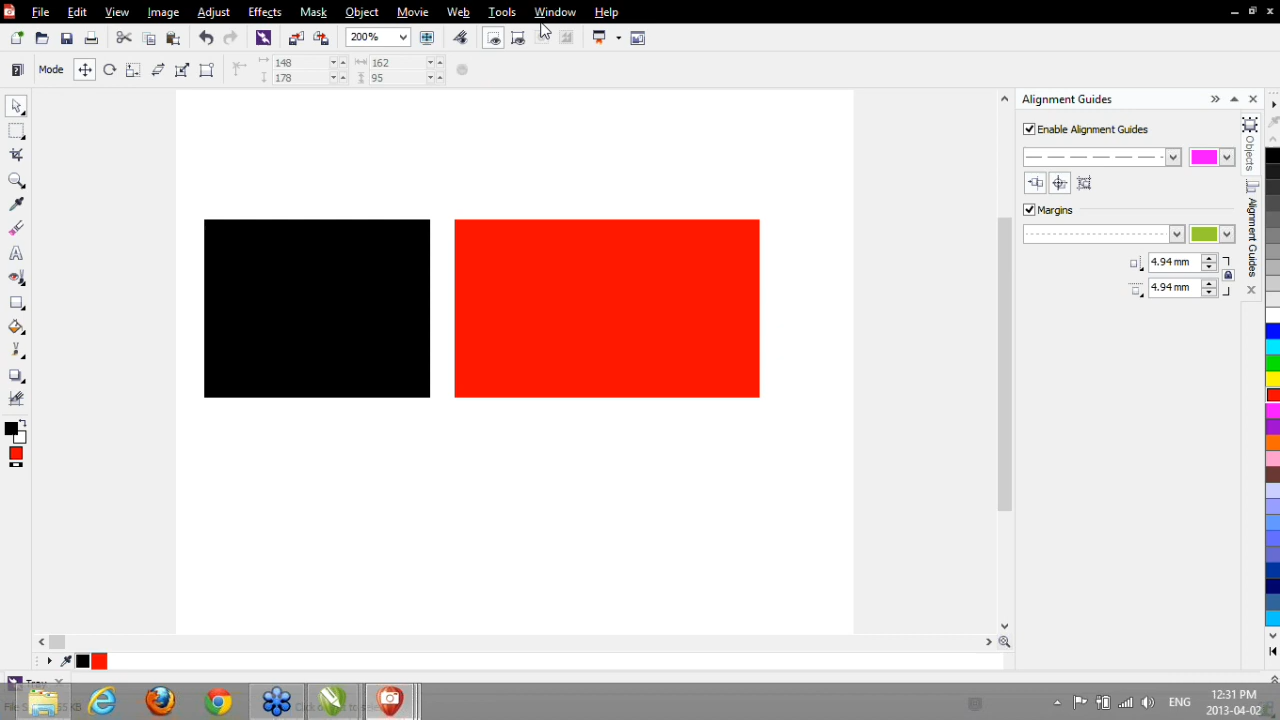 File Edit View Image Adjust Effects Mask Object Movie Web Tools Window Help
200%
Mode 148 162
178 95
Alignment Guides
Enable Alignment Guides
Margins
4.94 mm
4.94 mm
Objects
Alignment Guides
Tray
ENG
12:31 PM
2013-04-02